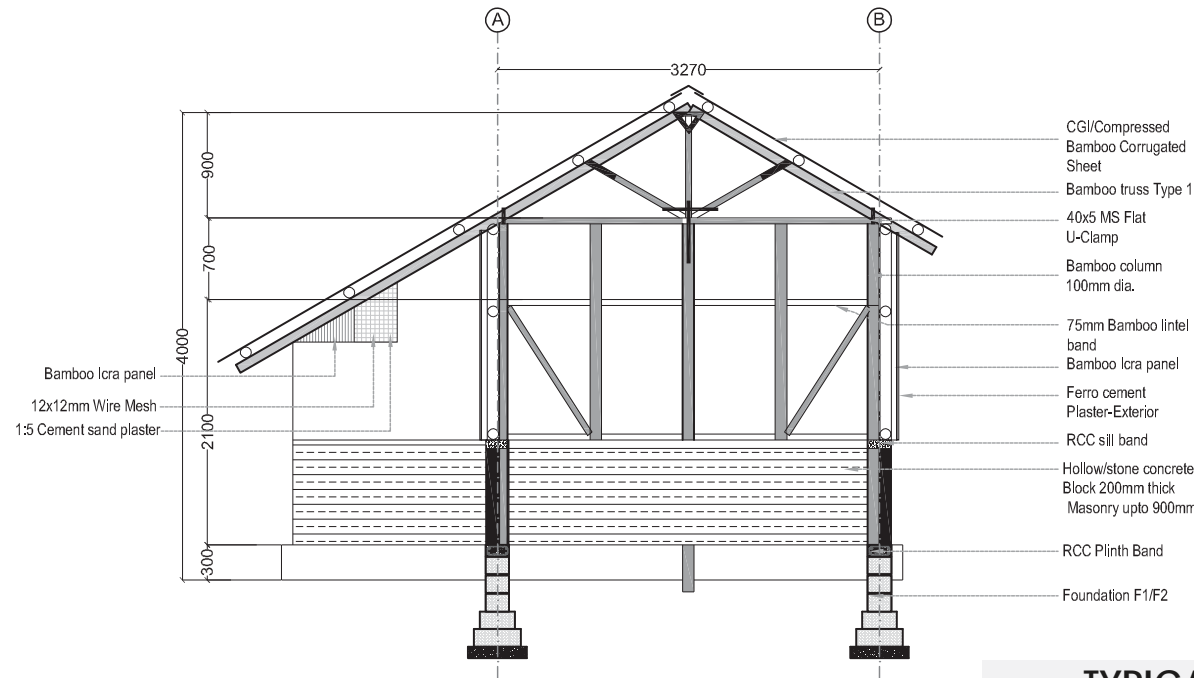 A
B
3270
900
700
4000
2100
300
CGI/Compressed
Bamboo Corrugated
Sheet
Bamboo truss Type 1
40x5 MS Flat
U-Clamp
Bamboo column
100mm dia.
75mm Bamboo lintel
band
Bamboo Icra panel
Ferro cement
Plaster-Exterior
RCC sill band
Hollow/stone concrete
Block 200mm thick
Masonry upto 900mm
RCC Plinth Band
Foundation F1/F2
Bamboo Icra panel
12x12mm Wire Mesh
1:5 Cement sand plaster